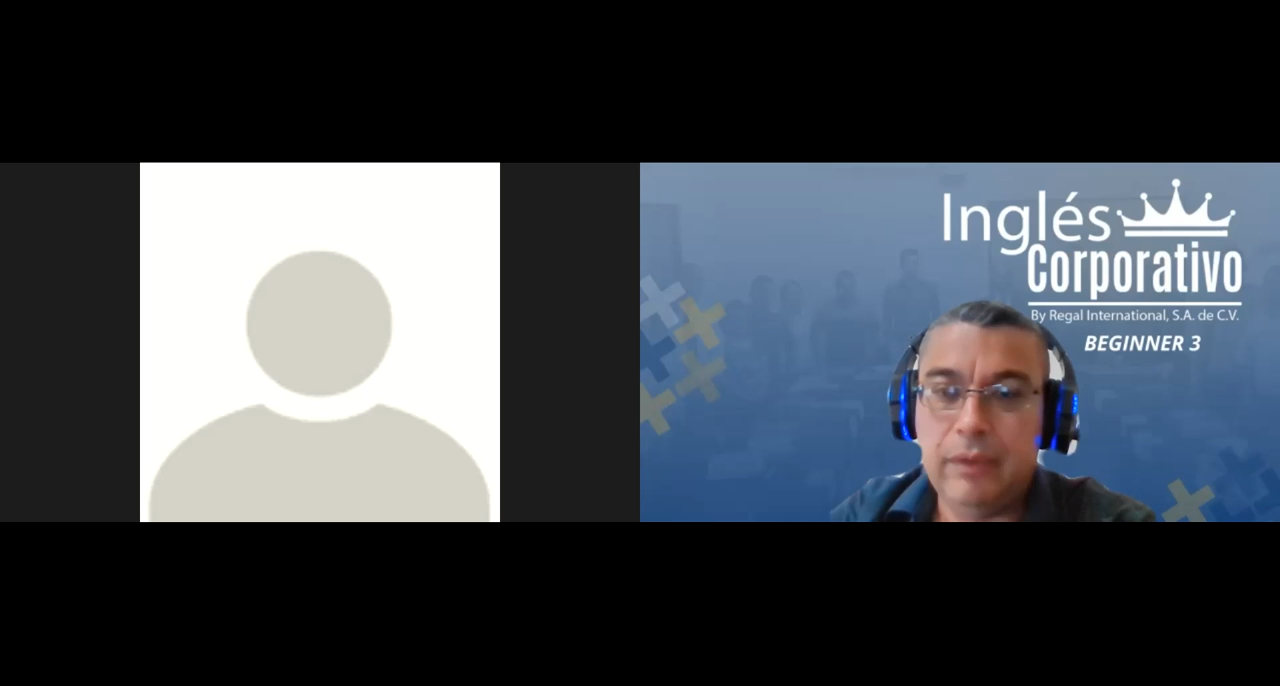 Inglés
Corporativo
By Regal International, S.A. de C.V.
BEGINNER 3